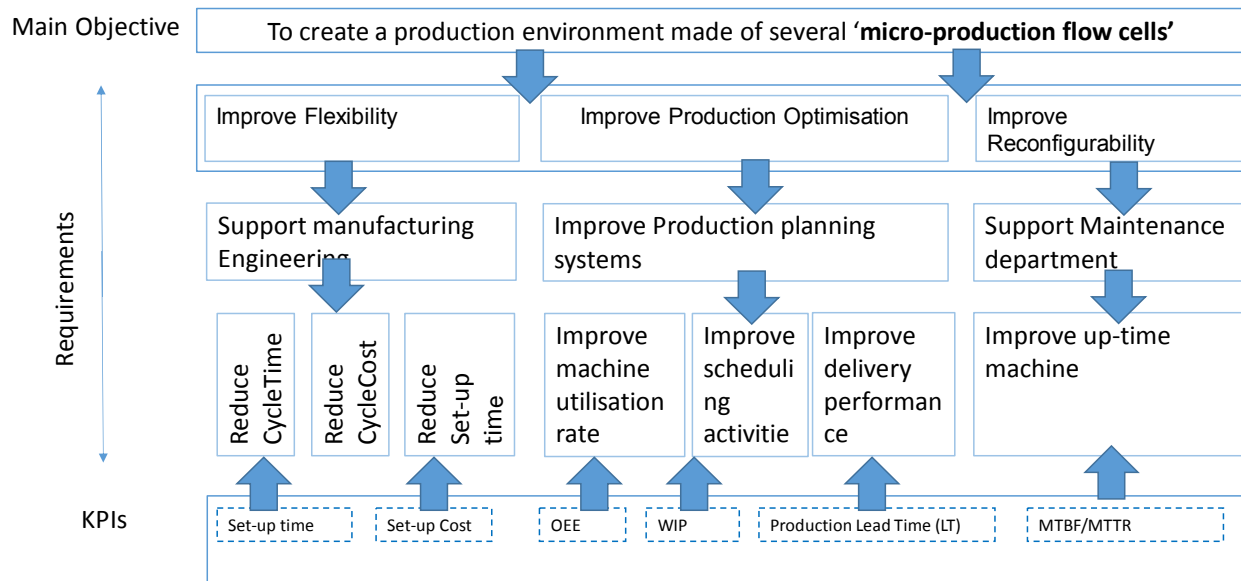 Main Objective
To create a production environment made of several ‘micro-production flow cells’
Requirements
Improve Flexibility
Improve Production Optimisation
Improve
Reconfigurability
Support manufacturing
Engineering
Improve Production planning
systems
Support Maintenance
department
Reduce
CycleTime
Reduce
CycleCost
Reduce
Set-up
time
Improve
machine
utilisation
rate
Improve
scheduli
ng
activitie
Improve
delivery
performan
ce
Improve up-time
machine
KPIs
Set-up time
Set-up Cost
OEE
WIP
Production Lead Time (LT)
MTBF/MTTR